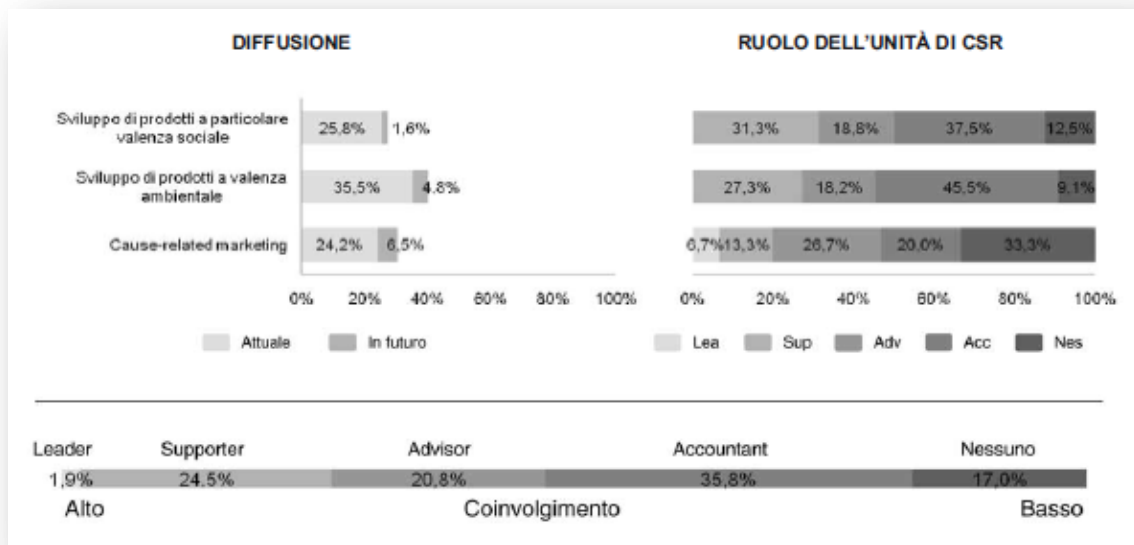 DIFFUSIONE
RUOLO DELL'UNITÀ DI CSR
Sviluppo di prodotti a particolare
valenza sociale
25,8% 1,6%
31,3% 18,8% 37,5% 12,5%
Sviluppo di prodotti a valenza
ambientale
35,5% 4,8%
27,3% 18,2% 45,5% 9,1%
Cause-related marketing
24,2% 6,5%
6,7% 13,3% 26,7% 20,0% 33,3%
0% 20% 40% 60% 80% 100%
0% 20% 40% 60% 80% 100%
Attuale In futuro
Lea Sup Adv Acc Nes
Leader Supporter Advisor Accountant Nessuno
1,9% 24,5% 20,8% 35,8% 17,0%
Alto Coinvolgimento Basso